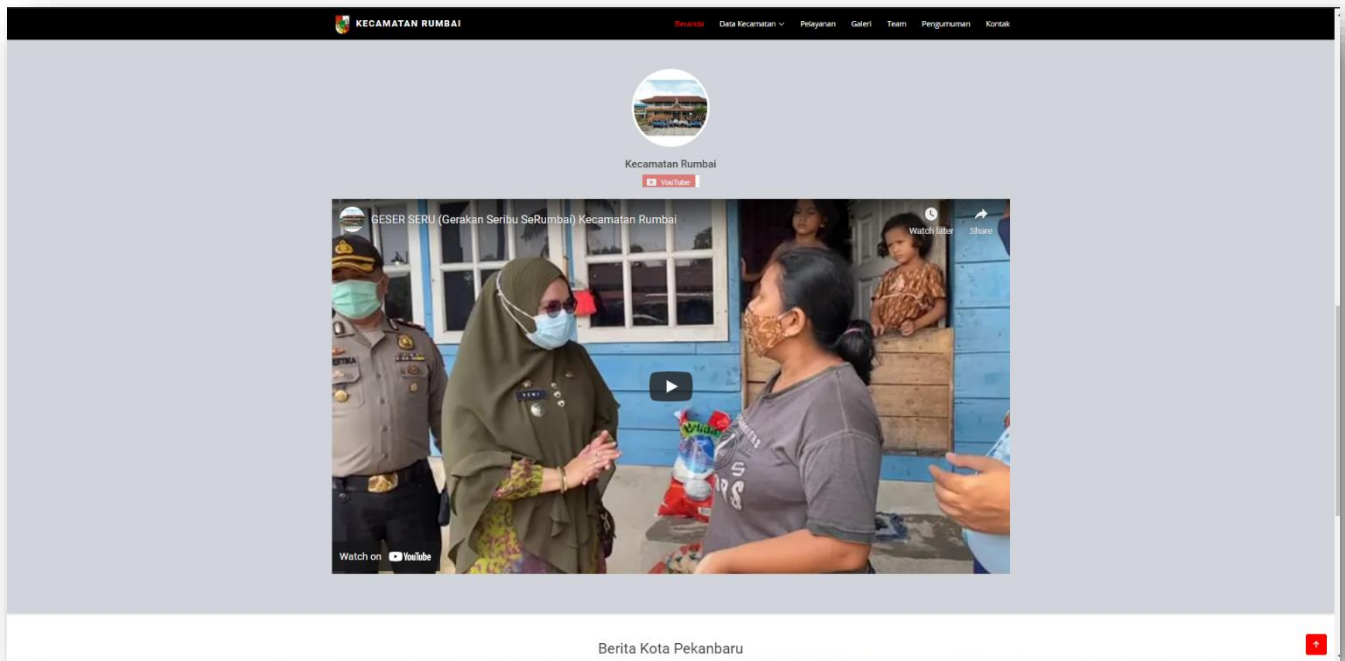 KECAMATAN RUMBAI
Beranda Data Kecamatan Pelayanan Galeri Team Pengumuman Kontak
Kecamatan Rumbai
YouTube
GESER SERU (Gerakan Seribu SeRumbai) Kecamatan Rumbai
Watch later Share
Watch on YouTube
Berita Kota Pekanbaru